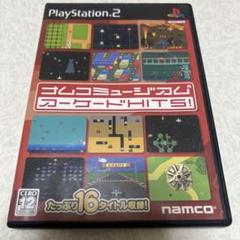 PlayStation.2
ナムコミュージアム
アーケードHITS!
CERO
12
たっぷり16タイトル収録!
namco